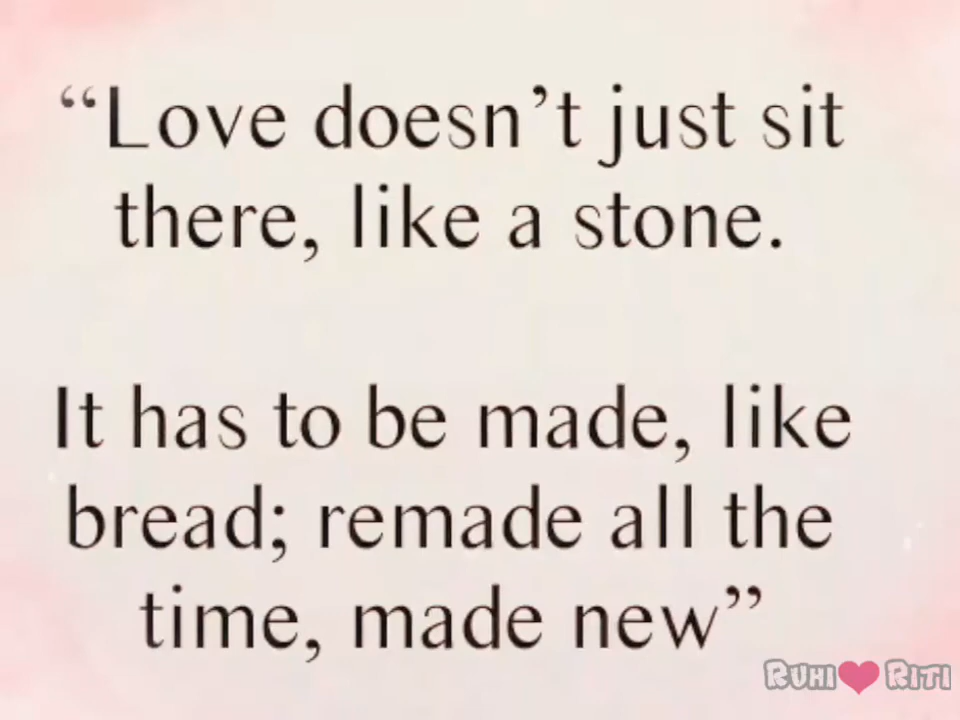 “Love doesn’t just sit
there, like a stone.
It has to be made, like
bread; remade all the
time, made new”
RUHI RITI